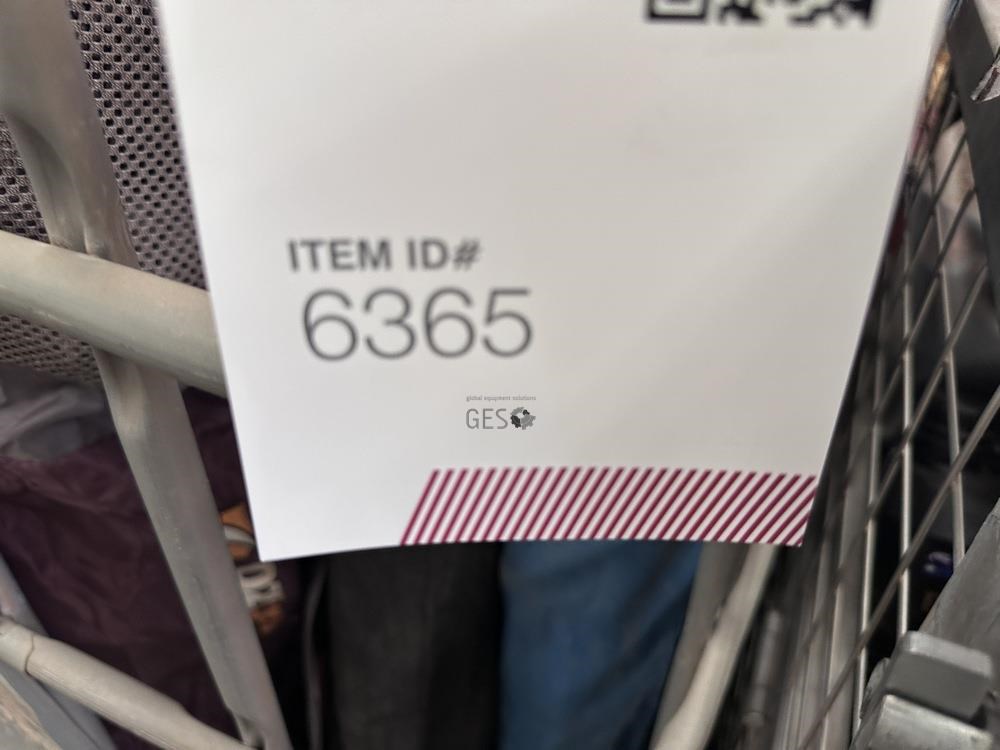 ITEM ID#
6365
global equipment solutions
GES